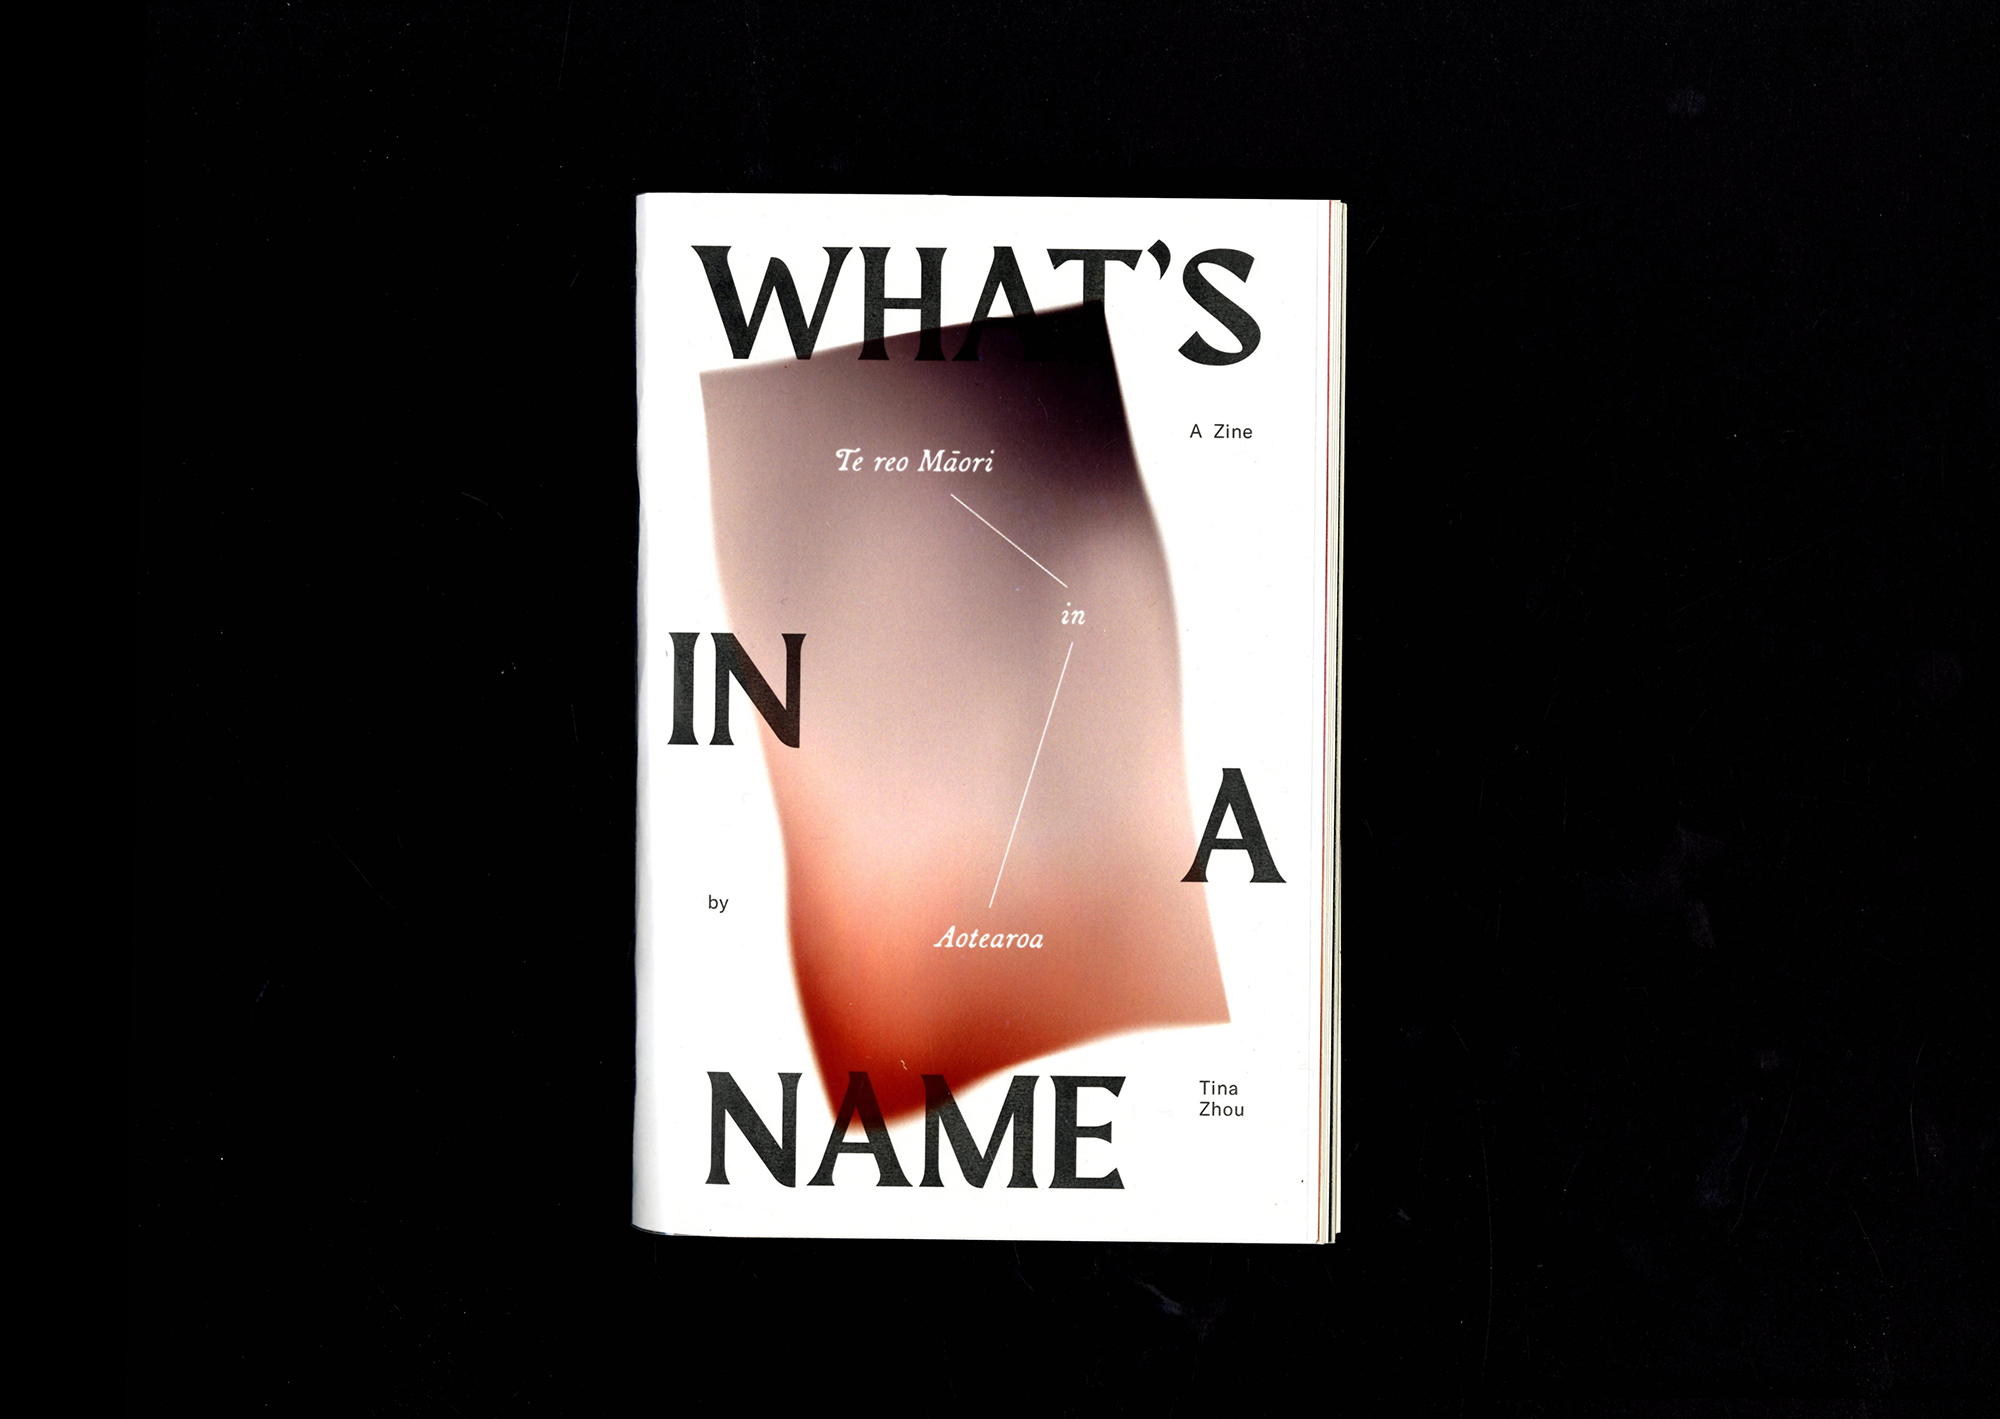 WHAT'S
A Zine
Te reo Māori
in
IN
A
by
Aotearoa
NAME
Tina
Zhou